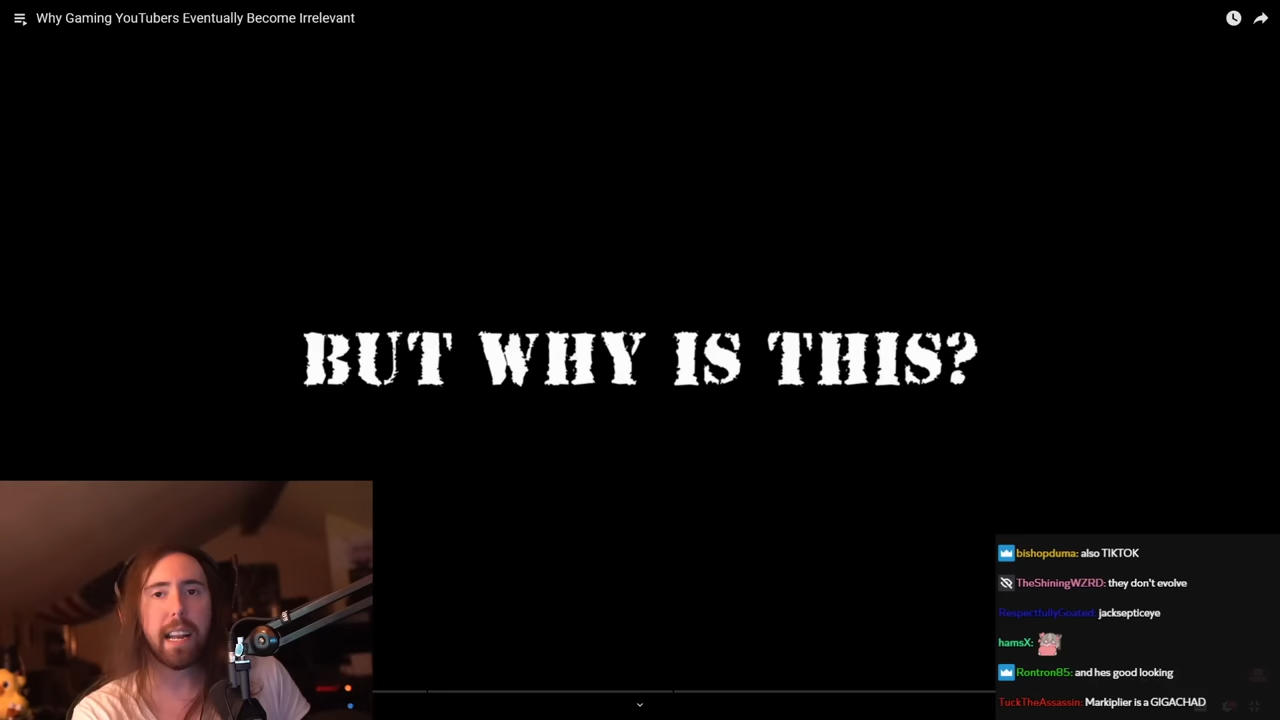 Why Gaming YouTubers Eventually Become Irrelevant
BUT WHY IS THIS?
bishopduma: also TIKTOK
TheShiningWZRD: they don't evolve
RespectfullyGoated: jacksepticeye
hamsX:
Rontron85: and hes good looking
TuckTheAssassin: Markiplier is a GIGACHAD